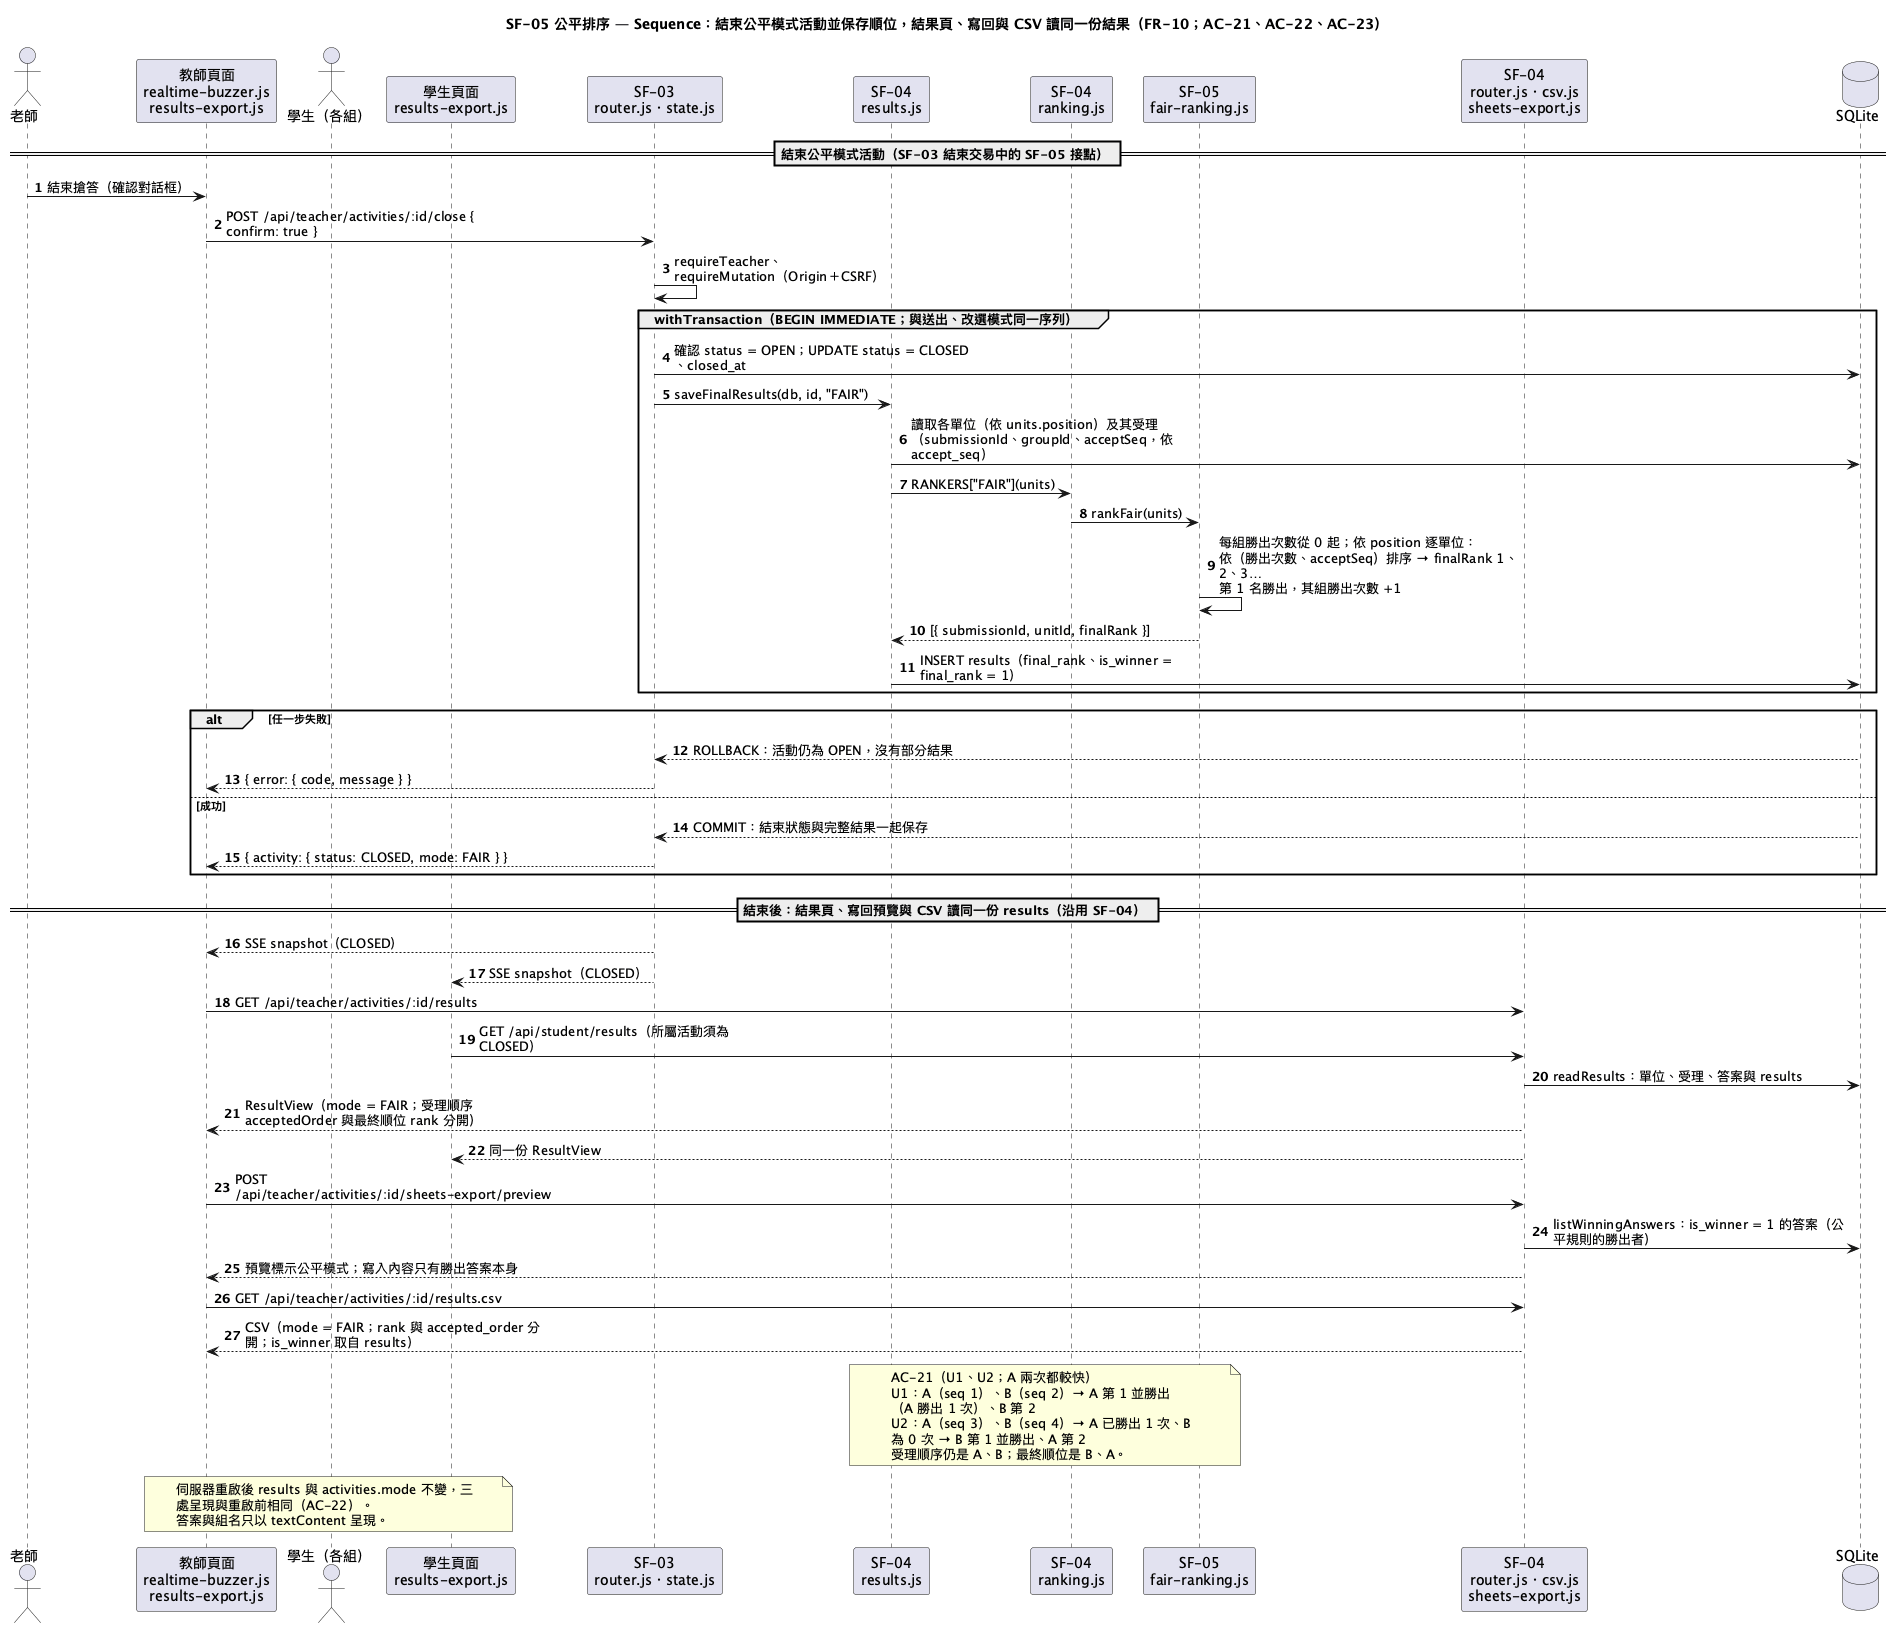 SF-05 公平排序 — Sequence：結束公平模式活動並保存順位，結果頁、寫回與 CSV 讀同一份結果（FR-10；AC-21、AC-22、AC-23）
老師
教師頁面
realtime-buzzer.js
results-export.js
學生（各組）
學生頁面
results-export.js
SF-03
router.js · state.js
SF-04
results.js
SF-04
ranking.js
SF-05
fair-ranking.js
SF-04
router.js · csv.js
sheets-export.js
SQLite
結束公平模式活動（SF-03 結束交易中的 SF-05 接點）
1 結束搶答（確認對話框）
2 POST /api/teacher/activities/:id/close {
confirm: true }
3 requireTeacher、
requireMutation（Origin＋CSRF）
withTransaction（BEGIN IMMEDIATE；與送出、改選模式同一序列）
4 確認 status = OPEN；UPDATE status = CLOSED
、closed_at
5 saveFinalResults(db, id, "FAIR")
6 讀取各單位（依 units.position）及其受理
（submissionId、groupId、acceptSeq，依
accept_seq）
7 RANKERS["FAIR"](units)
8 rankFair(units)
9 每組勝出次數從 0 起；依 position 逐單位：
依（勝出次數、acceptSeq）排序 → finalRank 1、
2、3…
第 1 名勝出，其組勝出次數 +1
10 [{ submissionId, unitId, finalRank }]
11 INSERT results（final_rank、is_winner =
final_rank = 1）
alt [任一步失敗]
12 ROLLBACK：活動仍為 OPEN，沒有部分結果
13 { error: { code, message } }
[成功]
14 COMMIT：結束狀態與完整結果一起保存
15 { activity: { status: CLOSED, mode: FAIR } }
結束後：結果頁、寫回預覽與 CSV 讀同一份 results（沿用 SF-04）
16 SSE snapshot（CLOSED）
17 SSE snapshot（CLOSED）
18 GET /api/teacher/activities/:id/results
19 GET /api/student/results（所屬活動須為
CLOSED）
20 readResults：單位、受理、答案與 results
21 ResultView（mode = FAIR；受理順序
acceptedOrder 與最終順位 rank 分開）
22 同一份 ResultView
23 POST
/api/teacher/activities/:id/sheets-export/preview
24 listWinningAnswers：is_winner = 1 的答案（公
平規則的勝出者）
25 預覽標示公平模式；寫入內容只有勝出答案本身
26 GET /api/teacher/activities/:id/results.csv
27 CSV（mode = FAIR；rank 與 accepted_order 分
開；is_winner 取自 results）
AC-21（U1、U2；A 兩次都較快）
U1：A（seq 1）、B（seq 2）→ A 第 1 並勝出
（A 勝出 1 次）、B 第 2
U2：A（seq 3）、B（seq 4）→ A 已勝出 1 次、B
為 0 次 → B 第 1 並勝出、A 第 2
受理順序仍是 A、B；最終順位是 B、A。
伺服器重啟後 results 與 activities.mode 不變，三
處呈現與重啟前相同（AC-22）。
答案與組名只以 textContent 呈現。
老師
教師頁面
realtime-buzzer.js
results-export.js
學生（各組）
學生頁面
results-export.js
SF-03
router.js · state.js
SF-04
results.js
SF-04
ranking.js
SF-05
fair-ranking.js
SF-04
router.js · csv.js
sheets-export.js
SQLite